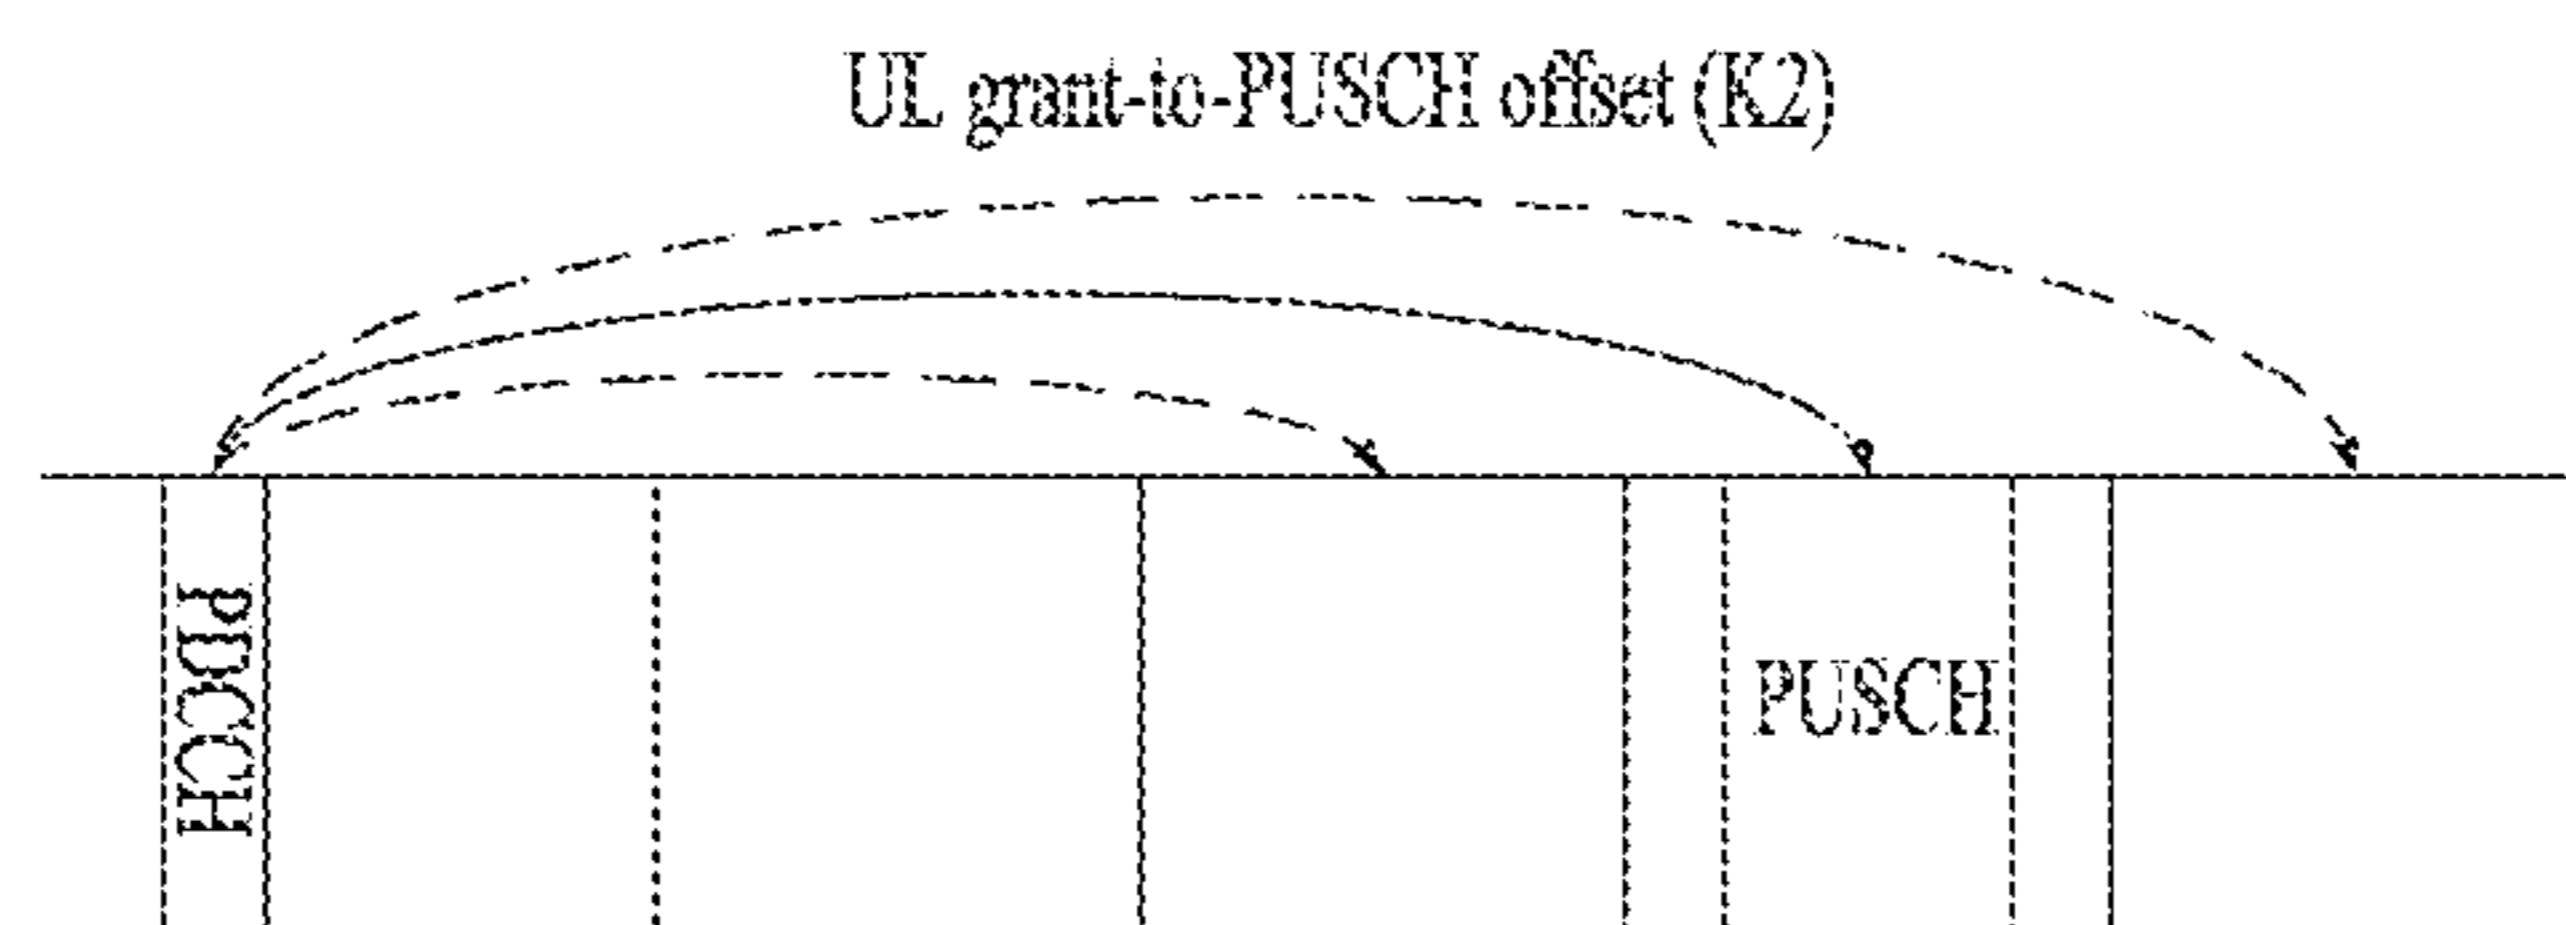 UL grant-to-PUSCH offset (K2)
PDCCH
PUSCH